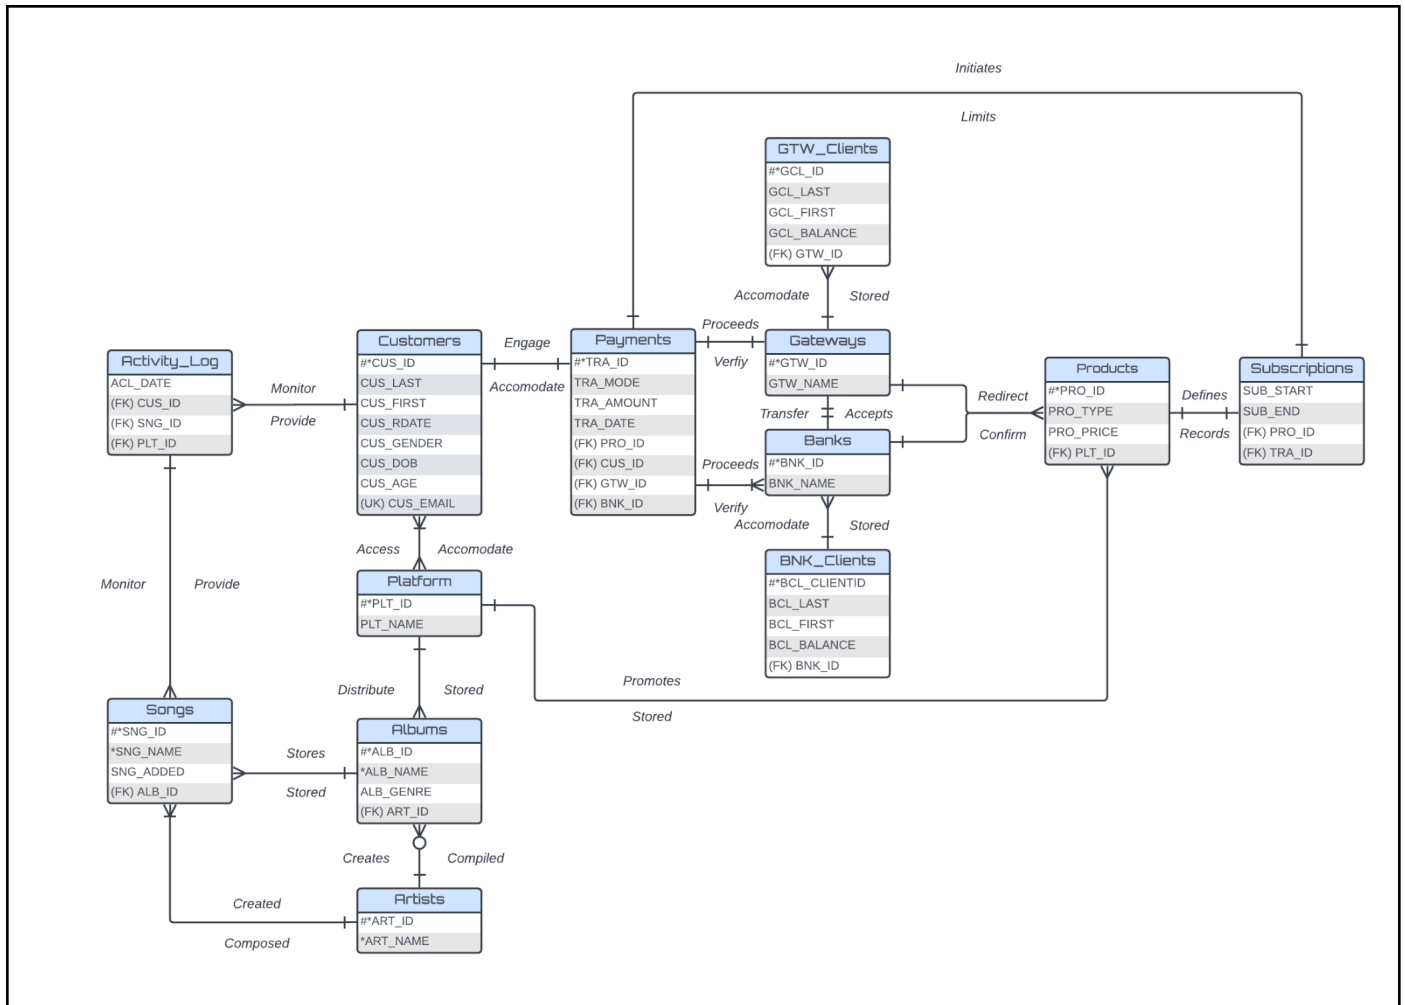 Initiates
Limits
GTW_Clients
#*GCL_ID
GCL_LAST
GCL_FIRST
GCL_BALANCE
(FK) GTW_ID
Accomodate
Stored
Activity_Log
ACL_DATE
(FK) CUS_ID
(FK) SNG_ID
(FK) PLT_ID
Monitor
Provide
Customers
#*CUS_ID
CUS_LAST
CUS_FIRST
CUS_RDATE
CUS_GENDER
CUS_DOB
CUS_AGE
(UK) CUS_EMAIL
Engage
Accomodate
Payments
#*TRA_ID
TRA_MODE
TRA_AMOUNT
TRA_DATE
(FK) PRO_ID
(FK) CUS_ID
(FK) GTW_ID
(FK) BNK_ID
Proceeds
Verfiy
Gateways
#*GTW_ID
GTW_NAME
Transfer
Accepts
Banks
#*BNK_ID
BNK_NAME
Proceeds
Verify
Accomodate
Stored
BNK_Clients
#*BCL_CLIENTID
BCL_LAST
BCL_FIRST
BCL_BALANCE
(FK) BNK_ID
Redirect
Confirm
Products
#*PRO_ID
PRO_TYPE
PRO_PRICE
(FK) PLT_ID
Defines
Records
Subscriptions
SUB_START
SUB_END
(FK) PRO_ID
(FK) TRA_ID
Access
Accomodate
Platform
#*PLT_ID
PLT_NAME
Monitor
Provide
Promotes
Stored
Distribute
Stored
Songs
#*SNG_ID
*SNG_NAME
SNG_ADDED
(FK) ALB_ID
Stores
Stored
Albums
#*ALB_ID
*ALB_NAME
ALB_GENRE
(FK) ART_ID
Creates
Compiled
Created
Composed
Artists
#*ART_ID
*ART_NAME